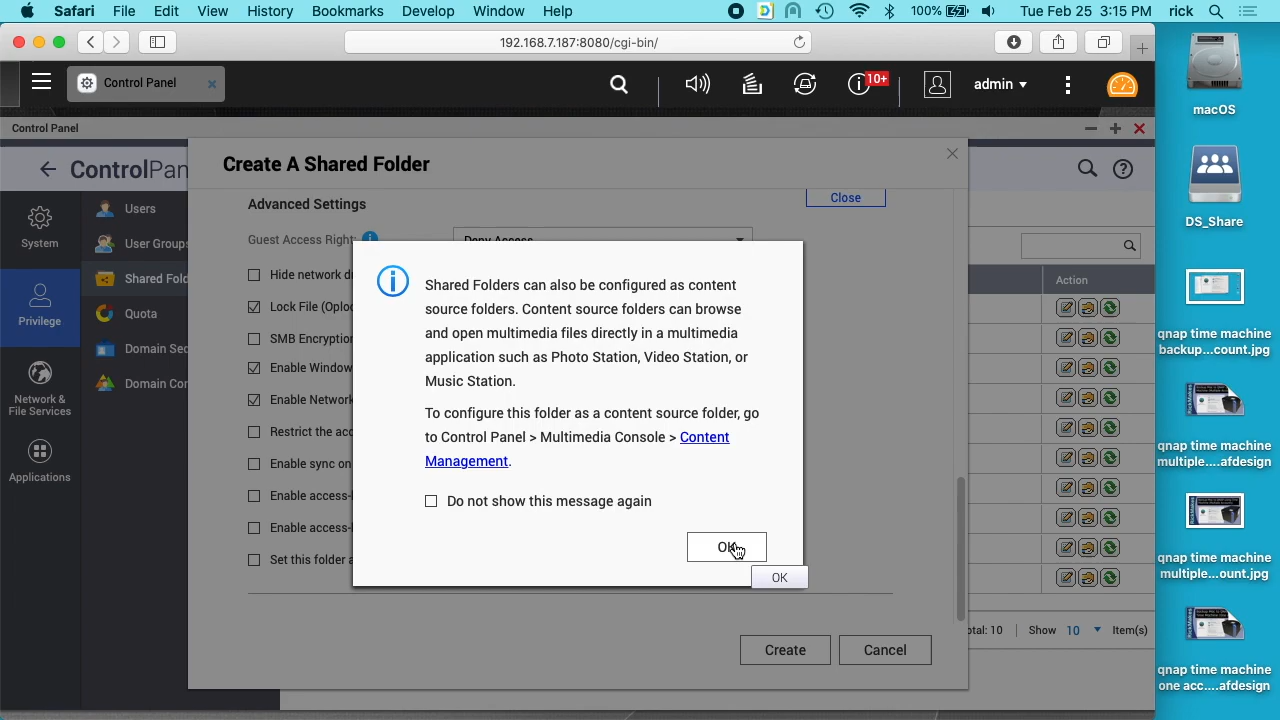 Safari File Edit View History Bookmarks Develop Window Help 100% Tue Feb 25 3:15 PM rick
192.168.7.187:8080/cgi-bin/
Control Panel 10+ admin
Control Panel
ControlPan
Create A Shared Folder
System
Privilege
Network &
File Services
Applications
Users
User Groups
Shared Fold
Quota
Domain Sec
Domain Con
Advanced Settings
Close
Guest Access Right
Deny Access
Hide network dr
Lock File (Oploc
SMB Encryption
Enable Window
Enable Network
Restrict the acc
Enable sync on
Enable access-b
Enable access-b
Set this folder a
Shared Folders can also be configured as content
source folders. Content source folders can browse
and open multimedia files directly in a multimedia
application such as Photo Station, Video Station, or
Music Station.
To configure this folder as a content source folder, go
to Control Panel > Multimedia Console > Content
Management.
Do not show this message again
OK
OK
Create Cancel
Action
otal: 10 Show 10 Item(s)
macOS
DS_Share
qnap time machine
backup...count.jpg
qnap time machine
multiple....afdesign
qnap time machine
multiple...ount.jpg
qnap time machine
one acc....afdesign